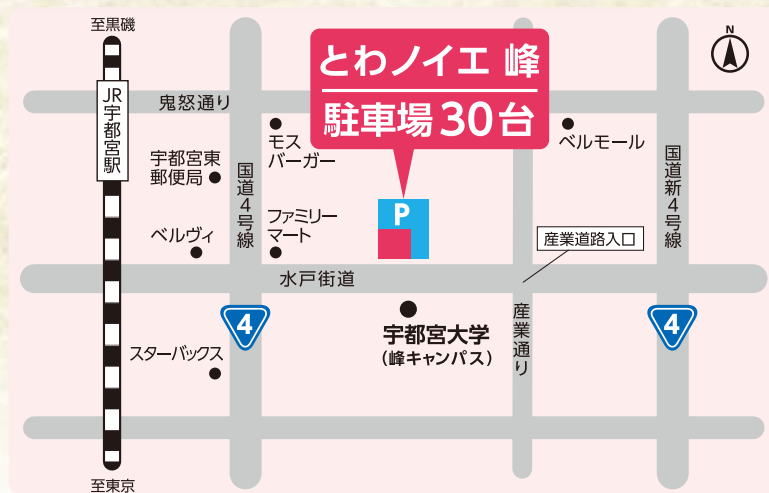 至黒磯
N
とわノイエ 峰
駐車場30台
JR宇都宮駅
鬼怒通り
モス
バーガー
ベルモール
宇都宮東
郵便局
国道4号線
国道新4号線
ファミリー
マート
P
ベルヴィ
産業道路入口
水戸街道
4
4
宇都宮大学
(峰キャンパス)
産業通り
スターバックス
至東京